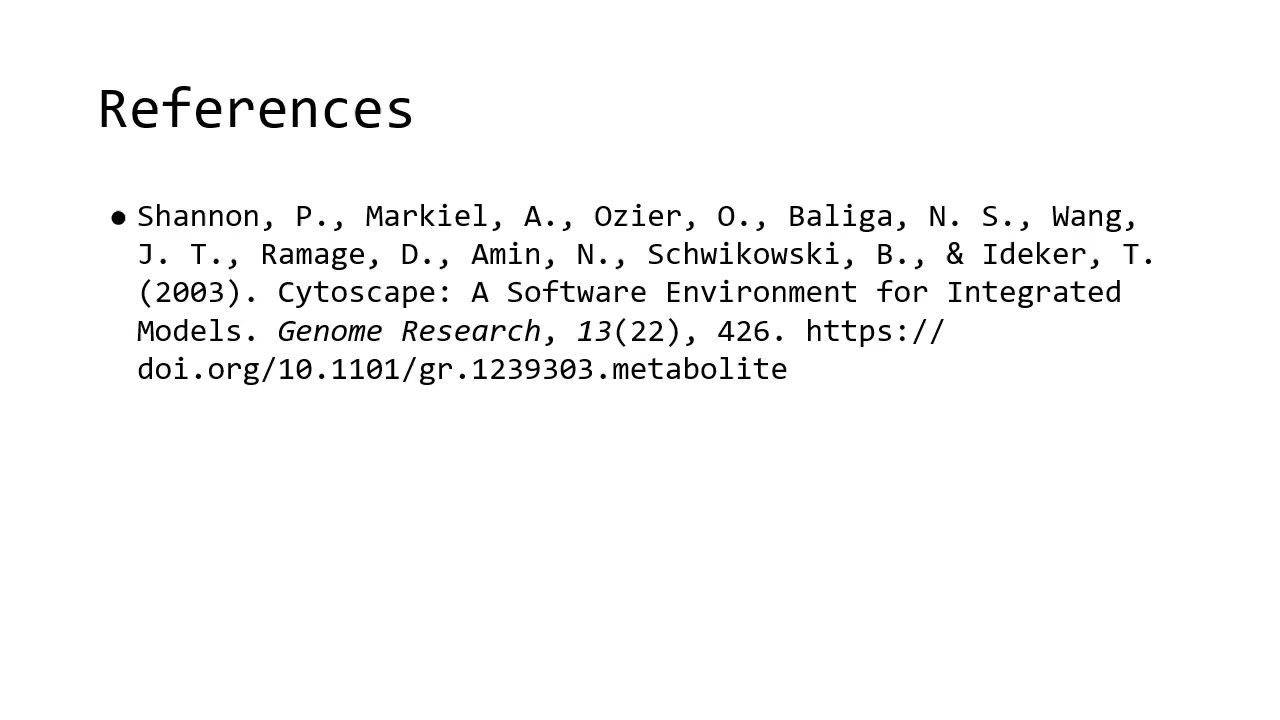 References
● Shannon, P., Markiel, A., Ozier, O., Baliga, N. S., Wang,
J. T., Ramage, D., Amin, N., Schwikowski, B., & Ideker, T.
(2003). Cytoscape: A Software Environment for Integrated
Models. Genome Research, 13(22), 426. https://
doi.org/10.1101/gr.1239303.metabolite